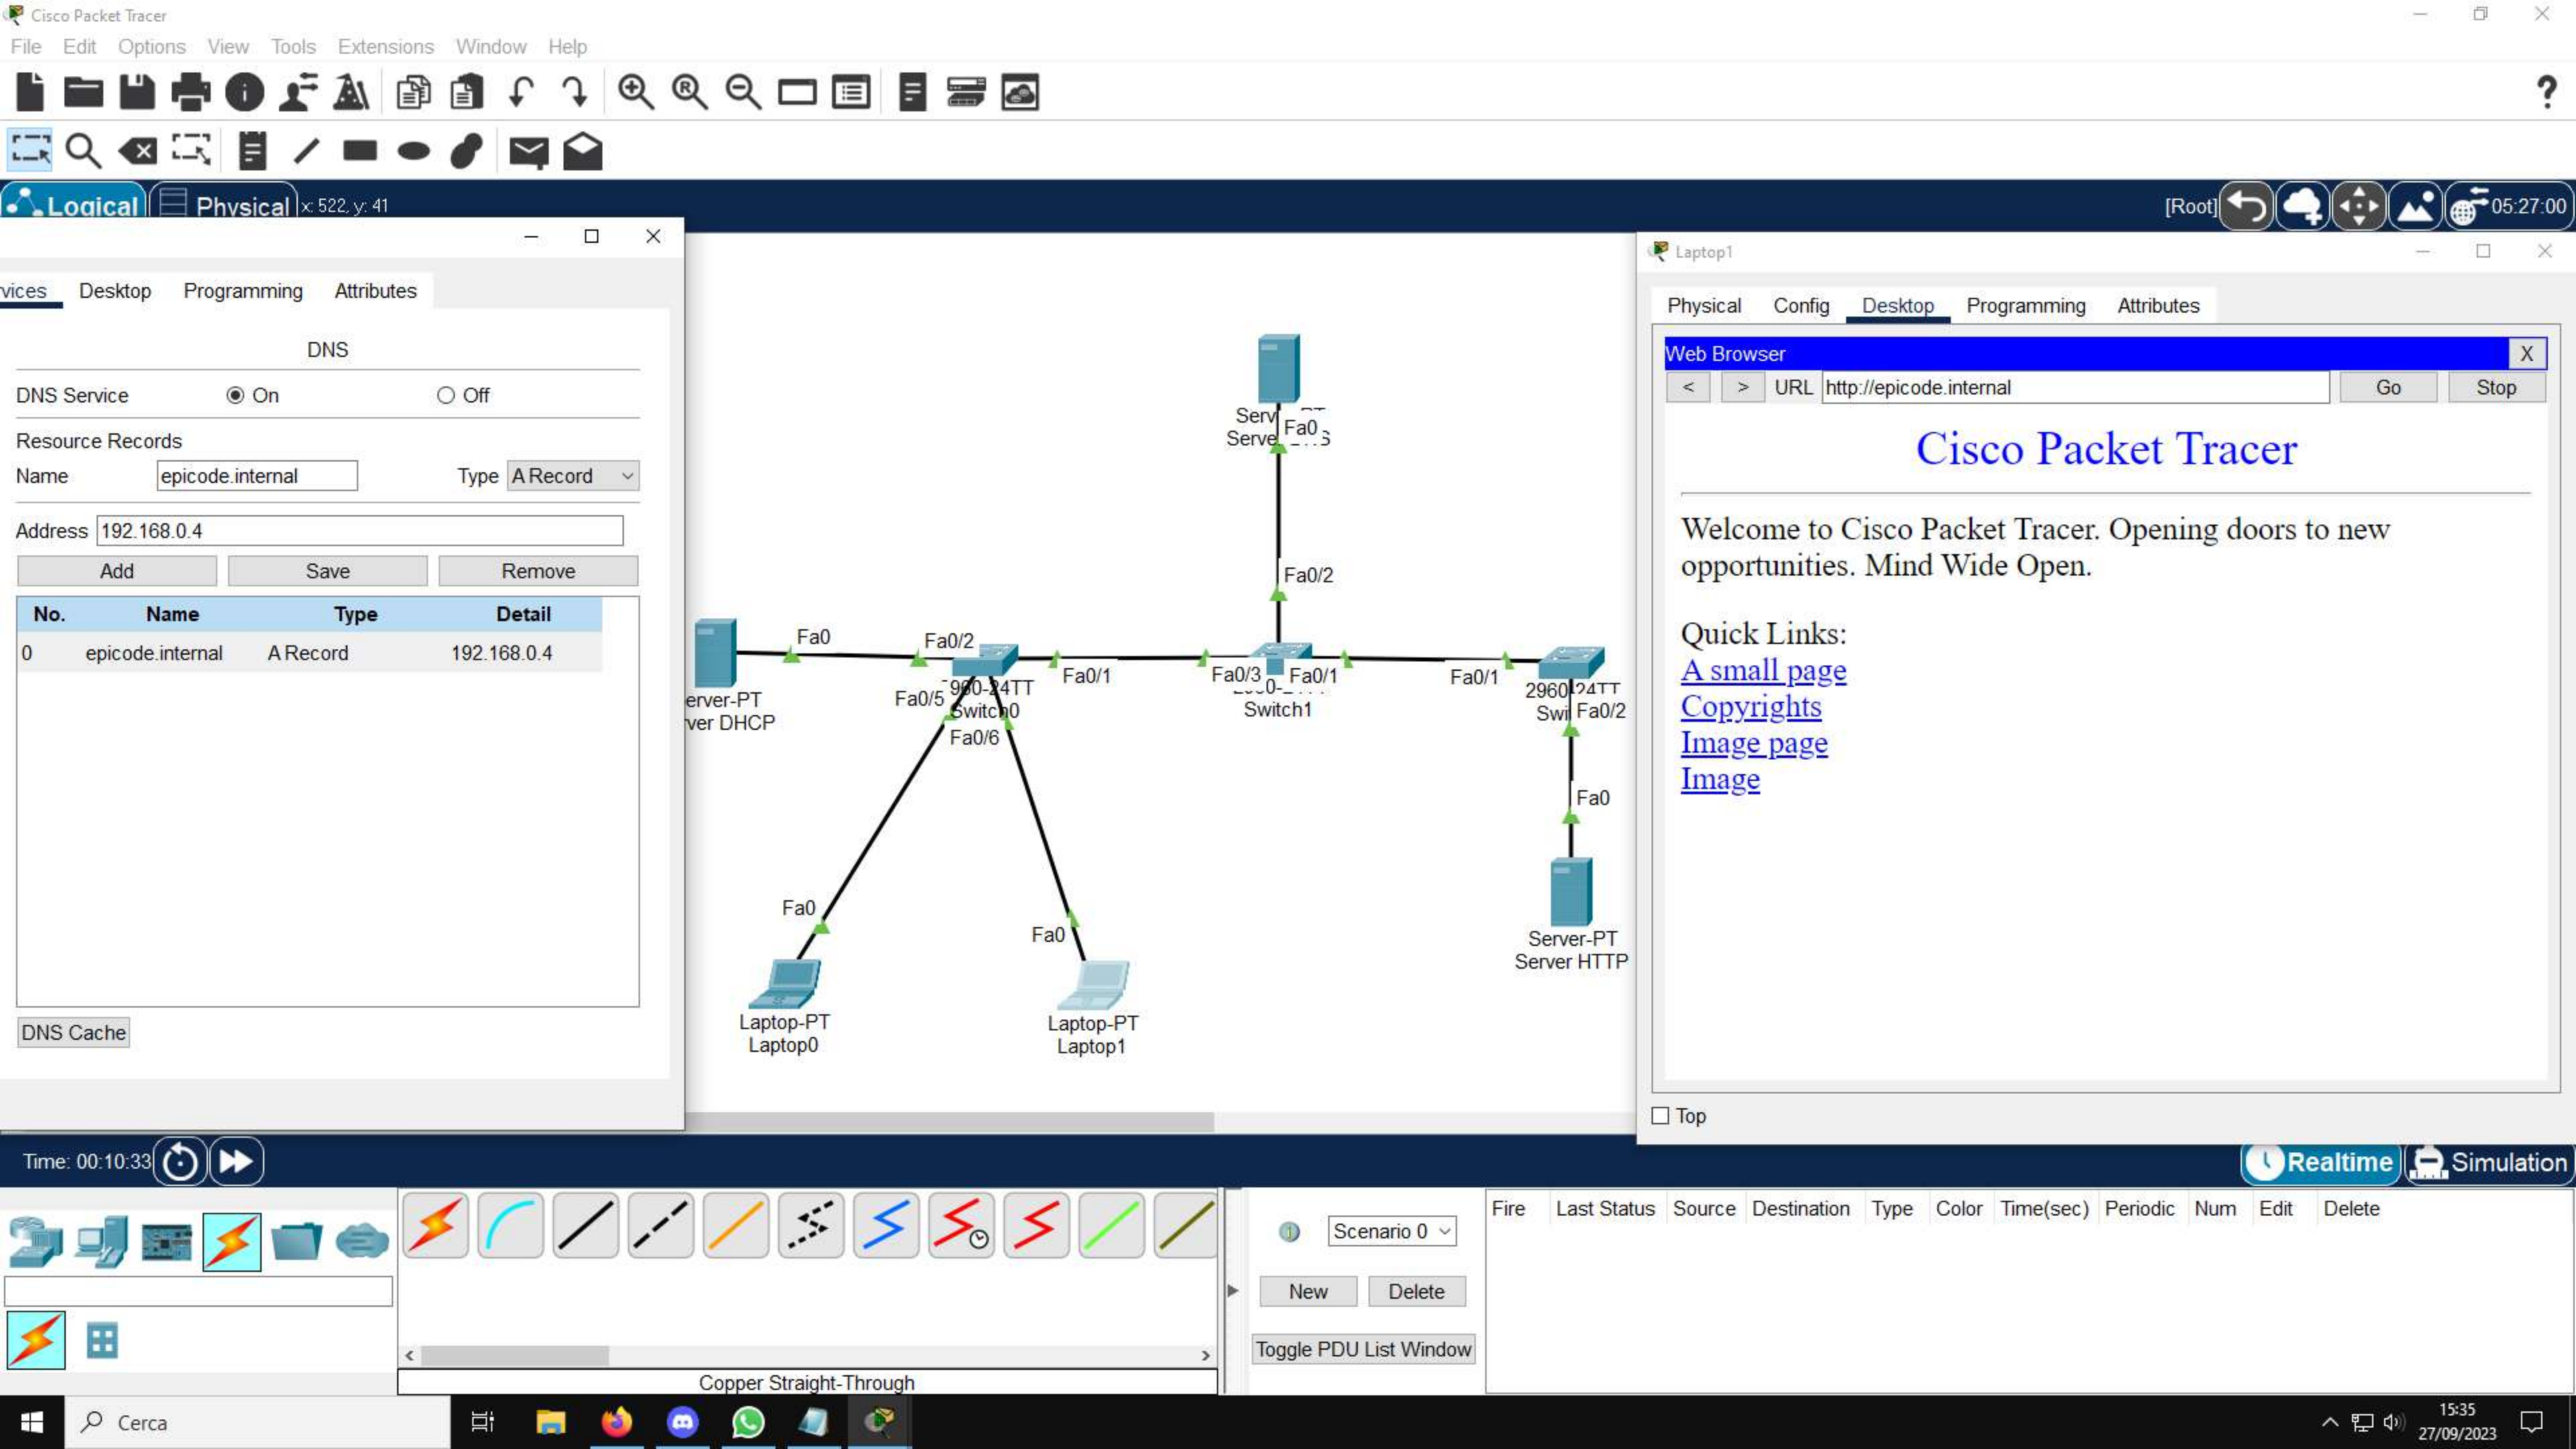 Cisco Packet Tracer
File Edit Options View Tools Extensions Window Help
Logical Physical x: 522, y: 41
[Root] 05:27:00
vices Desktop Programming Attributes
DNS
DNS Service On Off
Resource Records
Name epicode.internal Type A Record
Address 192.168.0.4
Add Save Remove
No. Name Type Detail
0 epicode.internal A Record 192.168.0.4
DNS Cache
Fa0
Fa0/2
Fa0 Fa0/2 Fa0/1 Fa0/3 Fa0/1 Fa0/1
erver-PT
ver DHCP
Fa0/5 960-24TT
Switch0
Fa0/6
Switch1
2960 24TT
Swi Fa0/2
Fa0
Fa0
Fa0
Server-PT
Server HTTP
Laptop-PT
Laptop0
Laptop-PT
Laptop1
Laptop1
Physical Config Desktop Programming Attributes
Web Browser X
< > URL http://epicode.internal Go Stop
Cisco Packet Tracer
Welcome to Cisco Packet Tracer. Opening doors to new
opportunities. Mind Wide Open.
Quick Links:
A small page
Copyrights
Image page
Image
Top
Time: 00:10:33
Realtime Simulation
Scenario 0
New Delete
Toggle PDU List Window
Fire Last Status Source Destination Type Color Time(sec) Periodic Num Edit Delete
Copper Straight-Through
Cerca
15:35
27/09/2023